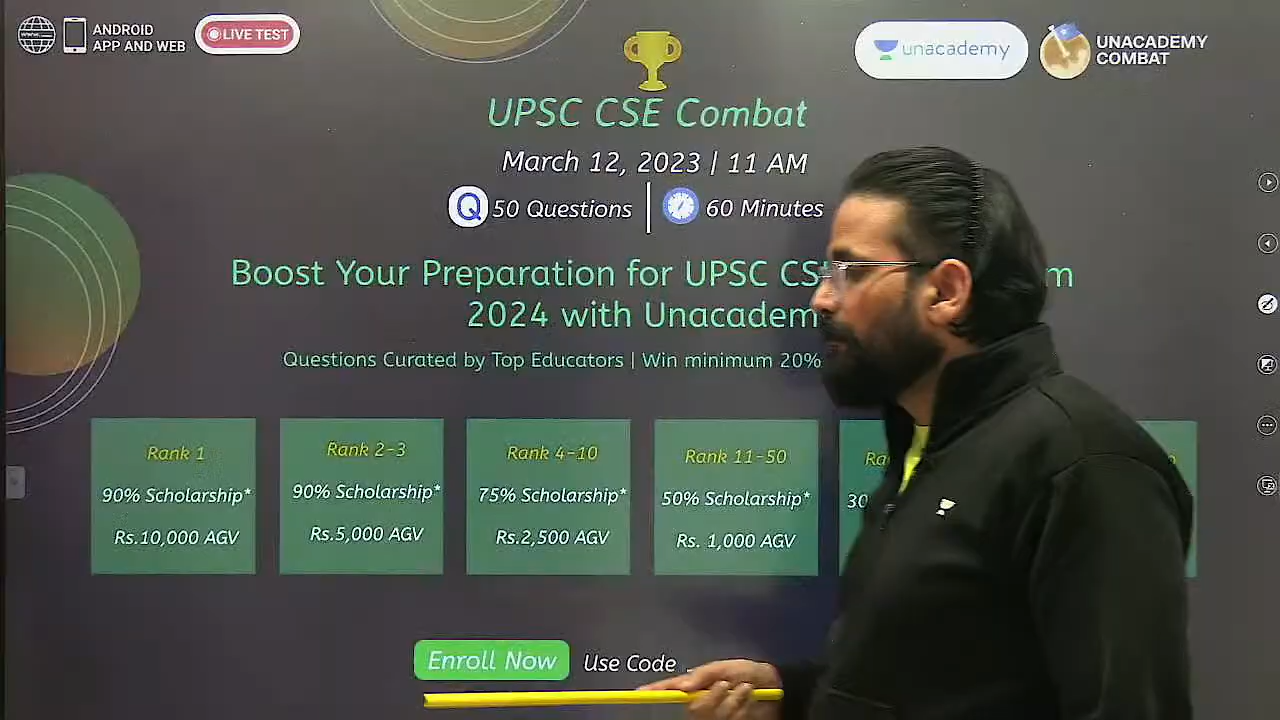 ANDROID
APP AND WEB
LIVE TEST
unacademy
UNACADEMY
COMBAT
UPSC CSE Combat
March 12, 2023 | 11 AM
Q 50 Questions
60 Minutes
Boost Your Preparation for UPSC
2024 with
Questions Curated by Top Educators | Win minimum 20%
Rank 1
90% Scholarship*
Rs.10,000 AGV
Rank 2-3
90% Scholarship*
Rs.5,000 AGV
Rank 4-10
75% Scholarship*
Rs.2,500 AGV
Rank 11-50
50% Scholarship*
Rs. 1,000 AGV
Enroll Now
Use Code